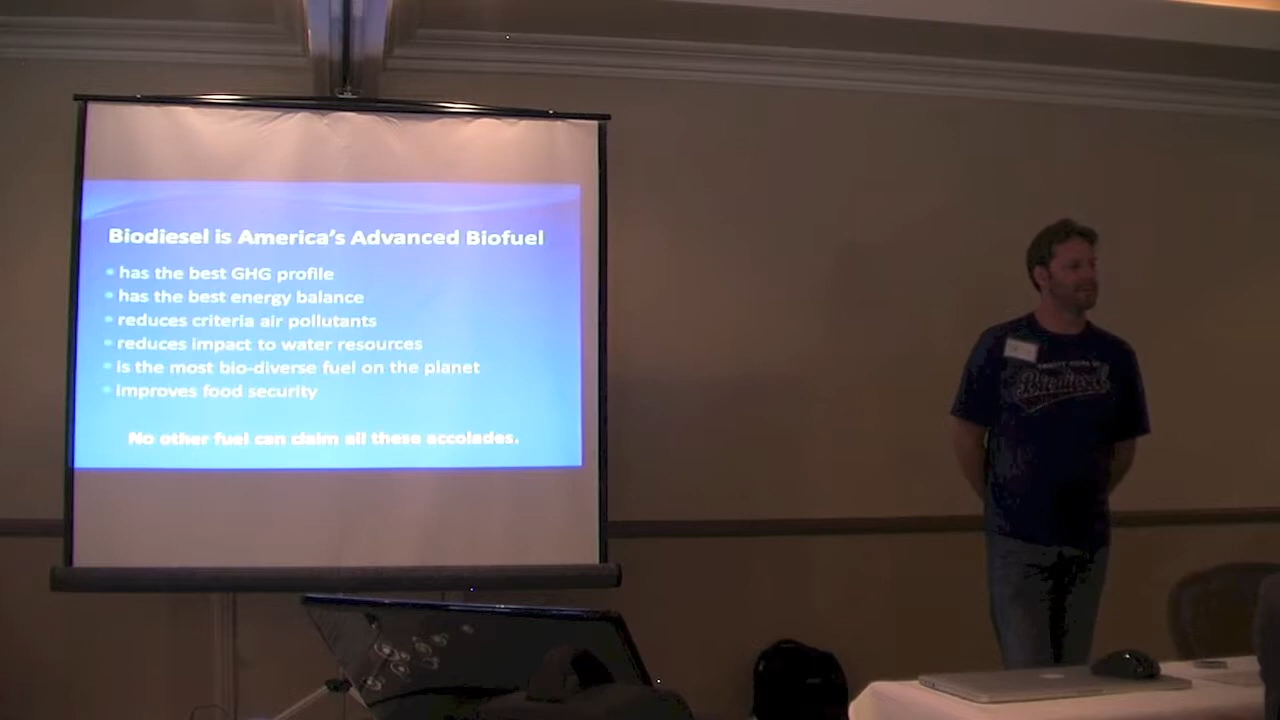 Biodiesel is America's Advanced Biofuel
• has the best GHG profile
• has the best energy balance
• reduces criteria air pollutants
• reduces impact to water resources
• is the most bio-diverse fuel on the planet
• improves food security
No other fuel can claim all these accolades.
Biodiesel